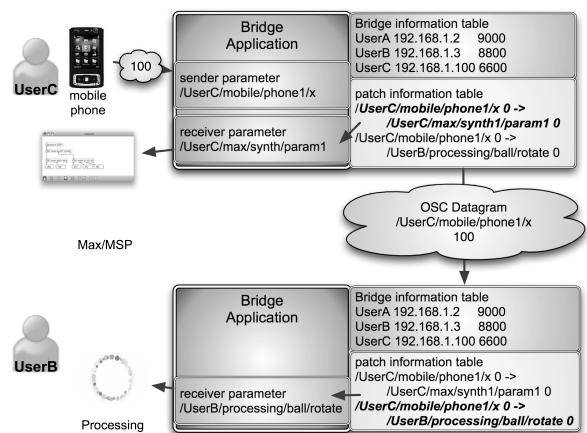 UserC
mobile
phone
100
Bridge
Application
sender parameter
/UserC/mobile/phone1/x
receiver parameter
/UserC/max/synth/param1
Bridge information table
UserA 192.168.1.2 9000
UserB 192.168.1.3 8800
UserC 192.168.1.100 6600
patch information table
/UserC/mobile/phone1/x 0 ->
/UserC/max/synth1/param1 0
/UserC/mobile/phone1/x 0 ->
/UserB/processing/ball/rotate 0
Max/MSP
OSC Datagram
/UserC/mobile/phone1/x
100
UserB
Processing
Bridge
Application
receiver parameter
/UserB/processing/ball/rotate
Bridge information table
UserA 192.168.1.2 9000
UserB 192.168.1.3 8800
UserC 192.168.1.100 6600
patch information table
/UserC/mobile/phone1/x 0 ->
/UserC/max/synth1/param1 0
/UserC/mobile/phone1/x 0 ->
/UserB/processing/ball/rotate 0